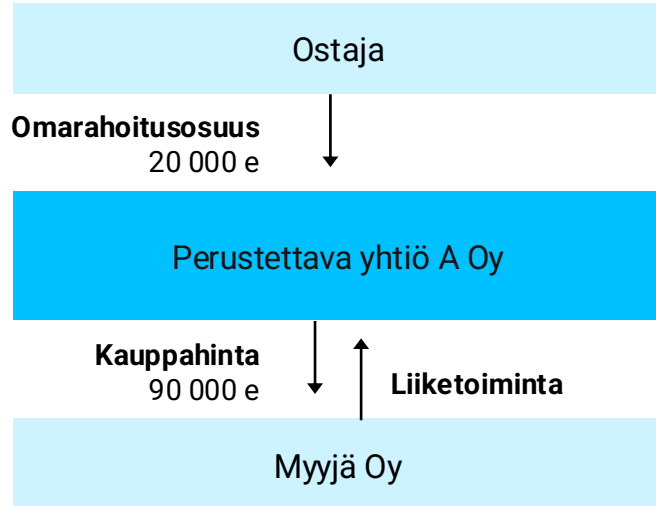 Ostaja
Omarahoitusosuus
20 000 e
Perustettava yhtiö A Oy
Kauppahinta
90 000 e
Liiketoiminta
Myyjä Oy